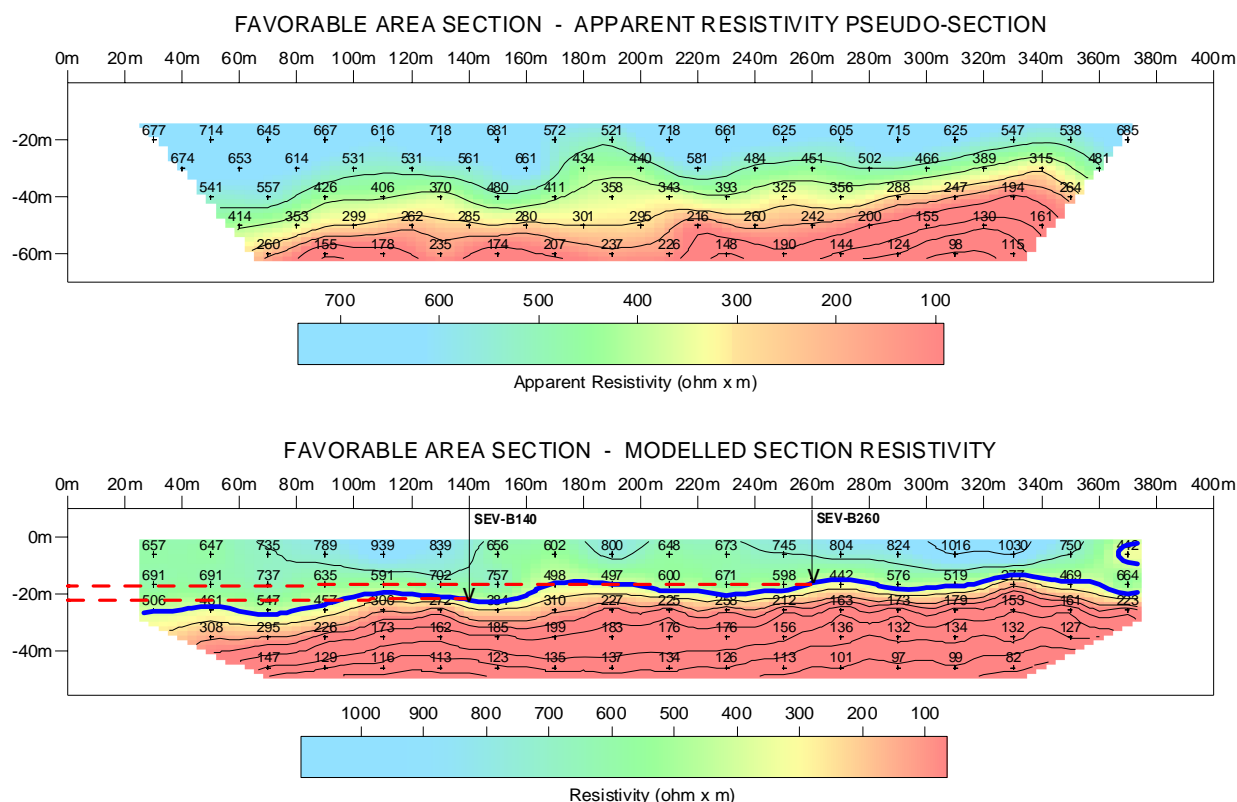 FAVORABLE AREA SECTION - APPARENT RESISTIVITY PSEUDO-SECTION
0m 20m 40m 60m 80m 100m 120m 140m 160m 180m 200m 220m 240m 260m 280m 300m 320m 340m 360m 400m
677 714 645 667 616 718 681 572 521 718 661 625 605 715 625 547 538 685
-20m
674 653 614 531 531 561 661 434 440 581 484 451 502 466 389 315 481
541 557 426 406 370 480 411 358 343 393 325 356 288 247 194 264
-40m
414 353 299 262 285 280 301 295 216 260 242 200 155 130 161
260 155 178 235 174 207 237 226 148 190 144 124 98 115
-60m
700 600 500 400 300 200 100
Apparent Resistivity (ohm x m)
FAVORABLE AREA SECTION - MODELLED SECTION RESISTIVITY
0m 20m 40m 60m 80m 100m 120m 140m 160m 180m 200m 220m 240m 260m 280m 300m 320m 340m 360m 400m
SEV-B140 SEV-B260
0m
657 647 735 789 939 839 656 602 800 648 673 745 804 824 1016 1030 750 442
691 691 737 635 591 702 757 498 497 600 671 598 442 576 519 377 469 664
-20m
506 461 547 457 306 272 284 310 227 225 258 212 163 173 179 153 161 223
308 295 226 173 162 185 199 183 176 176 156 136 132 134 132 127
-40m
147 129 116 113 123 135 137 134 126 113 101 97 99 82
1000 900 800 700 600 500 400 300 200 100
Resistivity (ohm x m)